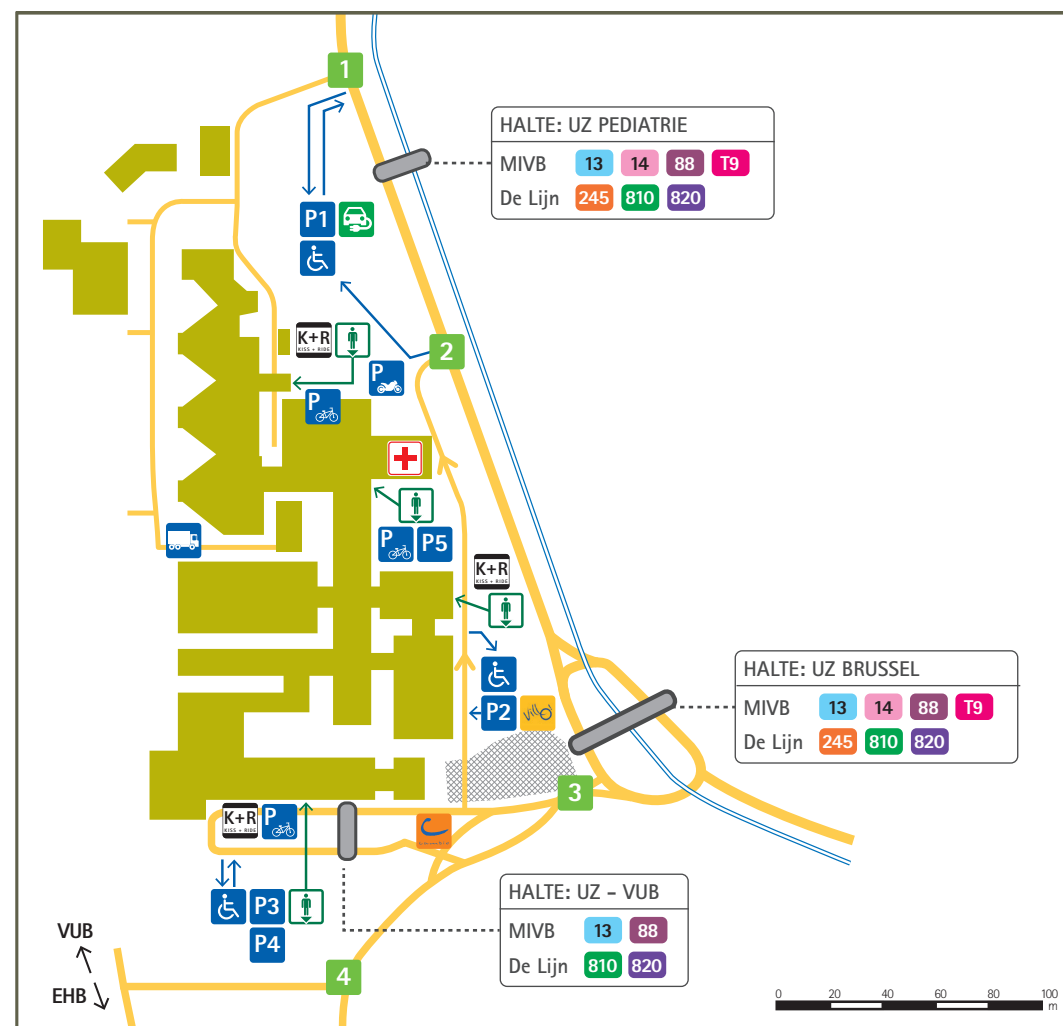 1
HALTE: UZ PEDIATRIE
MIVB 13 14 88 T9
De Lijn 245 810 820
P1
K+R
KISS + RIDE
2
P
P
P
P5
K+R
KISS + RIDE
P2
villo
HALTE: UZ BRUSSEL
MIVB 13 14 88 T9
De Lijn 245 810 820
3
K+R
KISS + RIDE
P
P3
P4
HALTE: UZ – VUB
MIVB 13 88
De Lijn 810 820
VUB
EHB
4
0 20 40 60 80 100
m